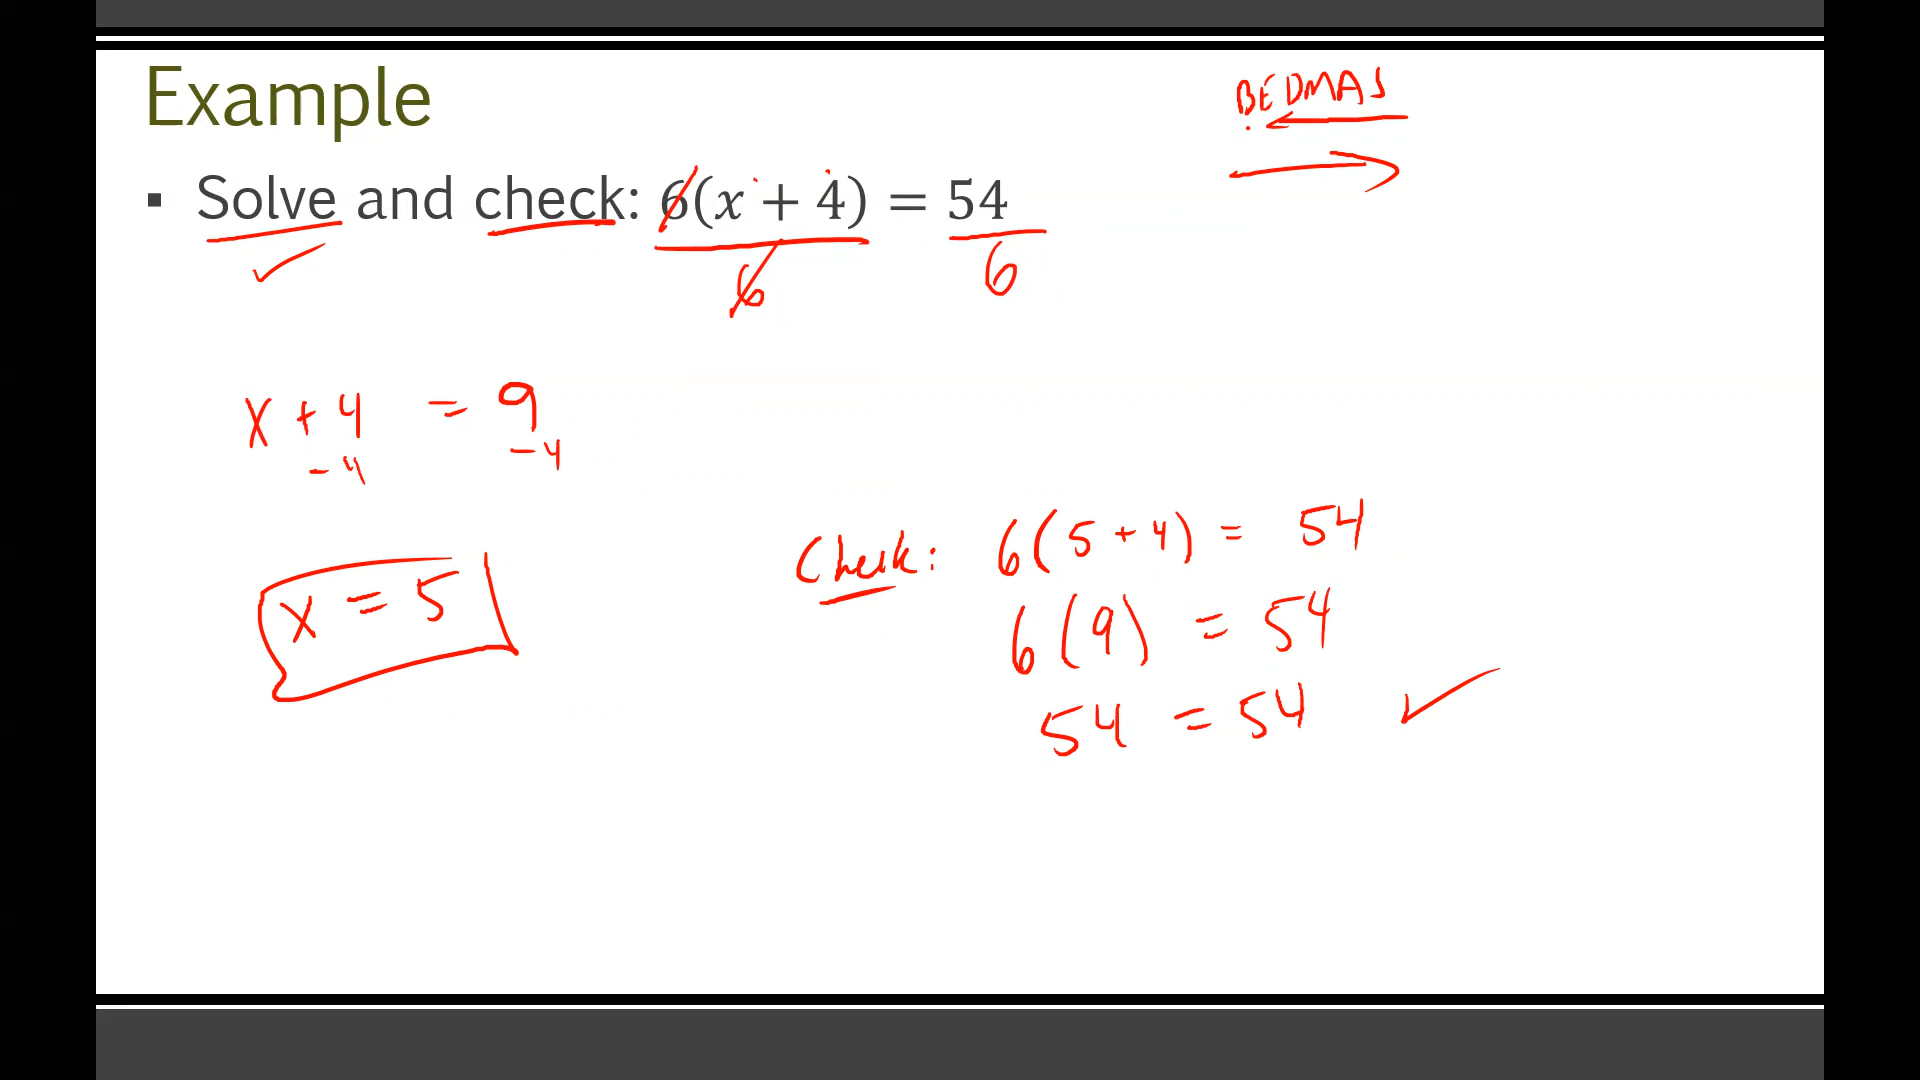 Example
BEDMAS
▪ Solve and check: 6(x + 4) = 54
6 6
x + 4 = 9
- 4 - 4
x = 5
Check: 6(5 + 4) = 54
6(9) = 54
54 = 54 ✓